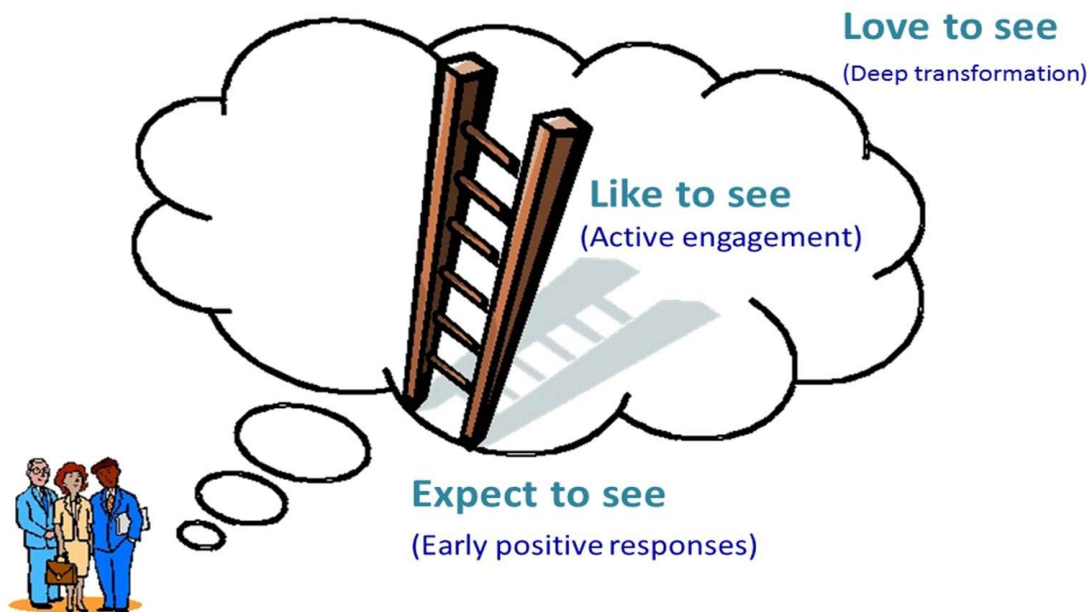 Love to see
(Deep transformation)
Like to see
(Active engagement)
Expect to see
(Early positive responses)